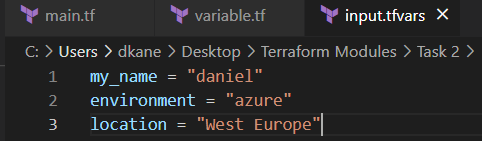 main.tf
variable.tf
input.tfvars
C: > Users > dkane > Desktop > Terraform Modules > Task 2 >
1 my_name = "daniel"
2 environment = "azure"
3 location = "West Europe"